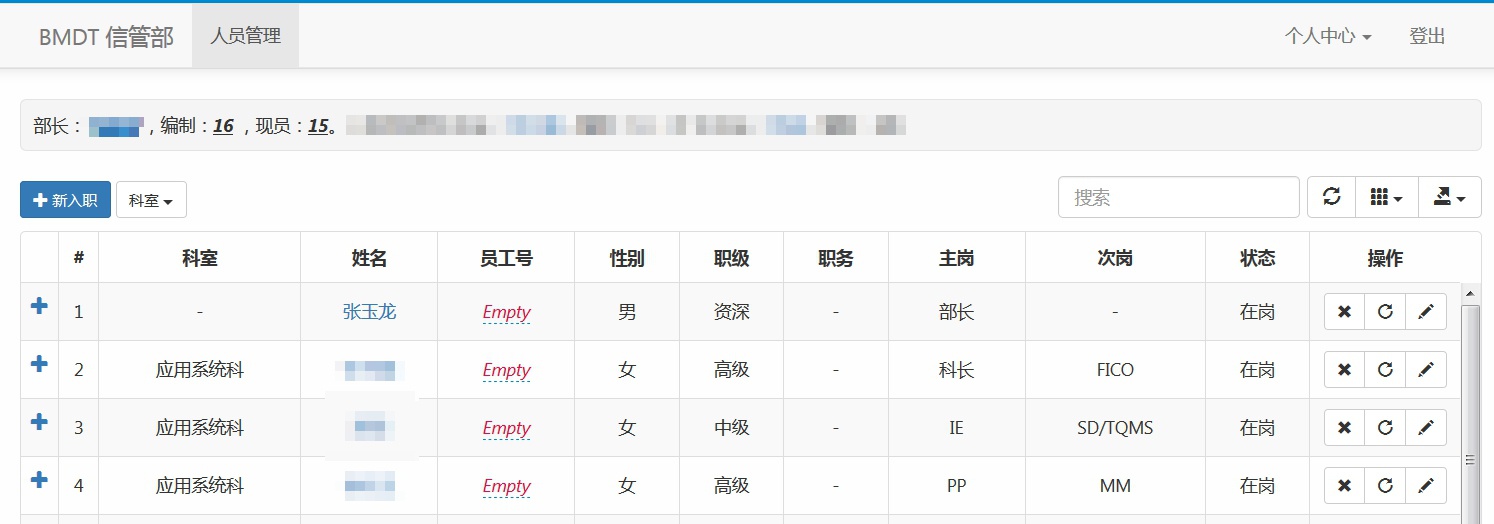 BMDT 信管部 人员管理 个人中心 登出
部长： ，编制：16 ，现员：15。
新入职 科室 搜索
# 科室 姓名 员工号 性别 职级 职务 主岗 次岗 状态 操作
1 - 张玉龙 Empty 男 资深 - 部长 - 在岗
2 应用系统科 Empty 女 高级 - 科长 FICO 在岗
3 应用系统科 Empty 女 中级 - IE SD/TQMS 在岗
4 应用系统科 Empty 女 高级 - PP MM 在岗